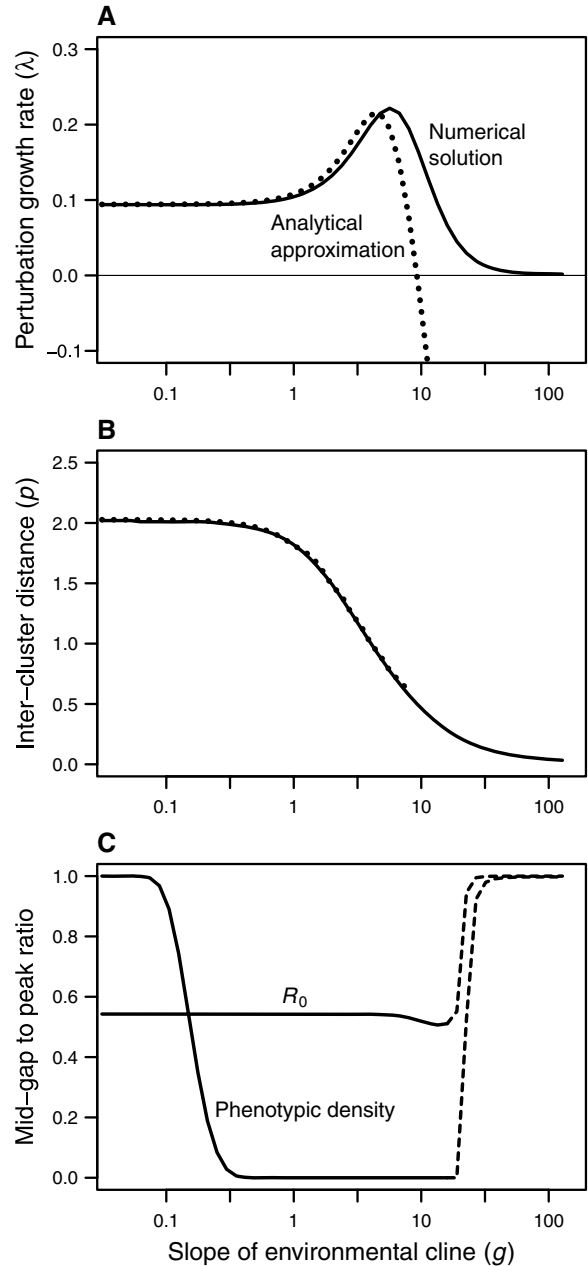 A
Perturbation growth rate (λ)
0.3
0.2
0.1
0.0
−0.1
Numerical
solution
Analytical
approximation
0.1
1
10
100
B
Inter−cluster distance (p)
2.5
2.0
1.5
1.0
0.5
0.0
0.1
1
10
100
C
Mid−gap to peak ratio
1.0
0.8
0.6
0.4
0.2
0.0
R0
Phenotypic density
0.1
1
10
100
Slope of environmental cline (g)